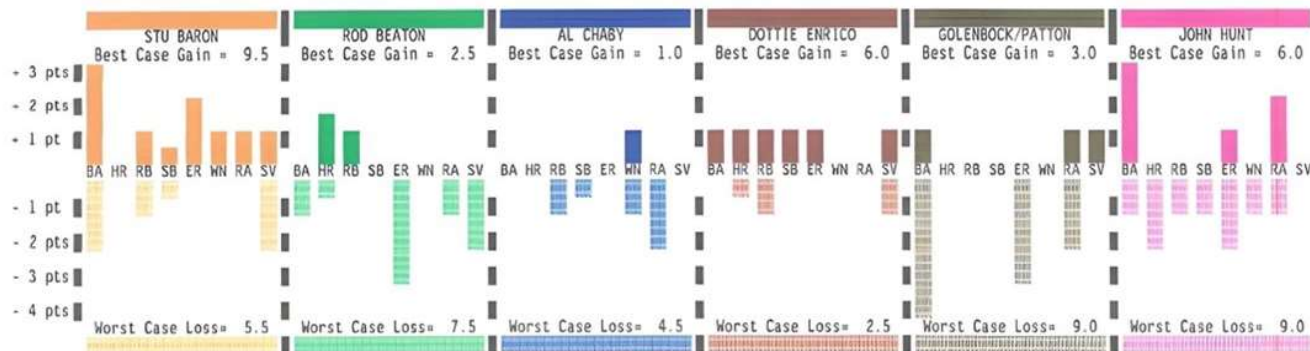 STU BARON
Best Case Gain = 9.5
ROD BEATON
Best Case Gain = 2.5
AL CHABY
Best Case Gain = 1.0
DOTTIE ENRICO
Best Case Gain = 6.0
GOLENBOCK/PATTON
Best Case Gain = 3.0
JOHN HUNT
Best Case Gain = 6.0
+ 3 pts
+ 2 pts
+ 1 pt
BA HR RB SB ER WN RA SV
BA HR RB SB ER WN RA SV
BA HR RB SB ER WN RA SV
BA HR RB SB ER WN RA SV
BA HR RB SB ER WN RA SV
BA HR RB SB ER WN RA SV
- 1 pt
- 2 pts
- 3 pts
- 4 pts
Worst Case Loss= 5.5
Worst Case Loss= 7.5
Worst Case Loss= 4.5
Worst Case Loss= 2.5
Worst Case Loss= 9.0
Worst Case Loss= 9.0